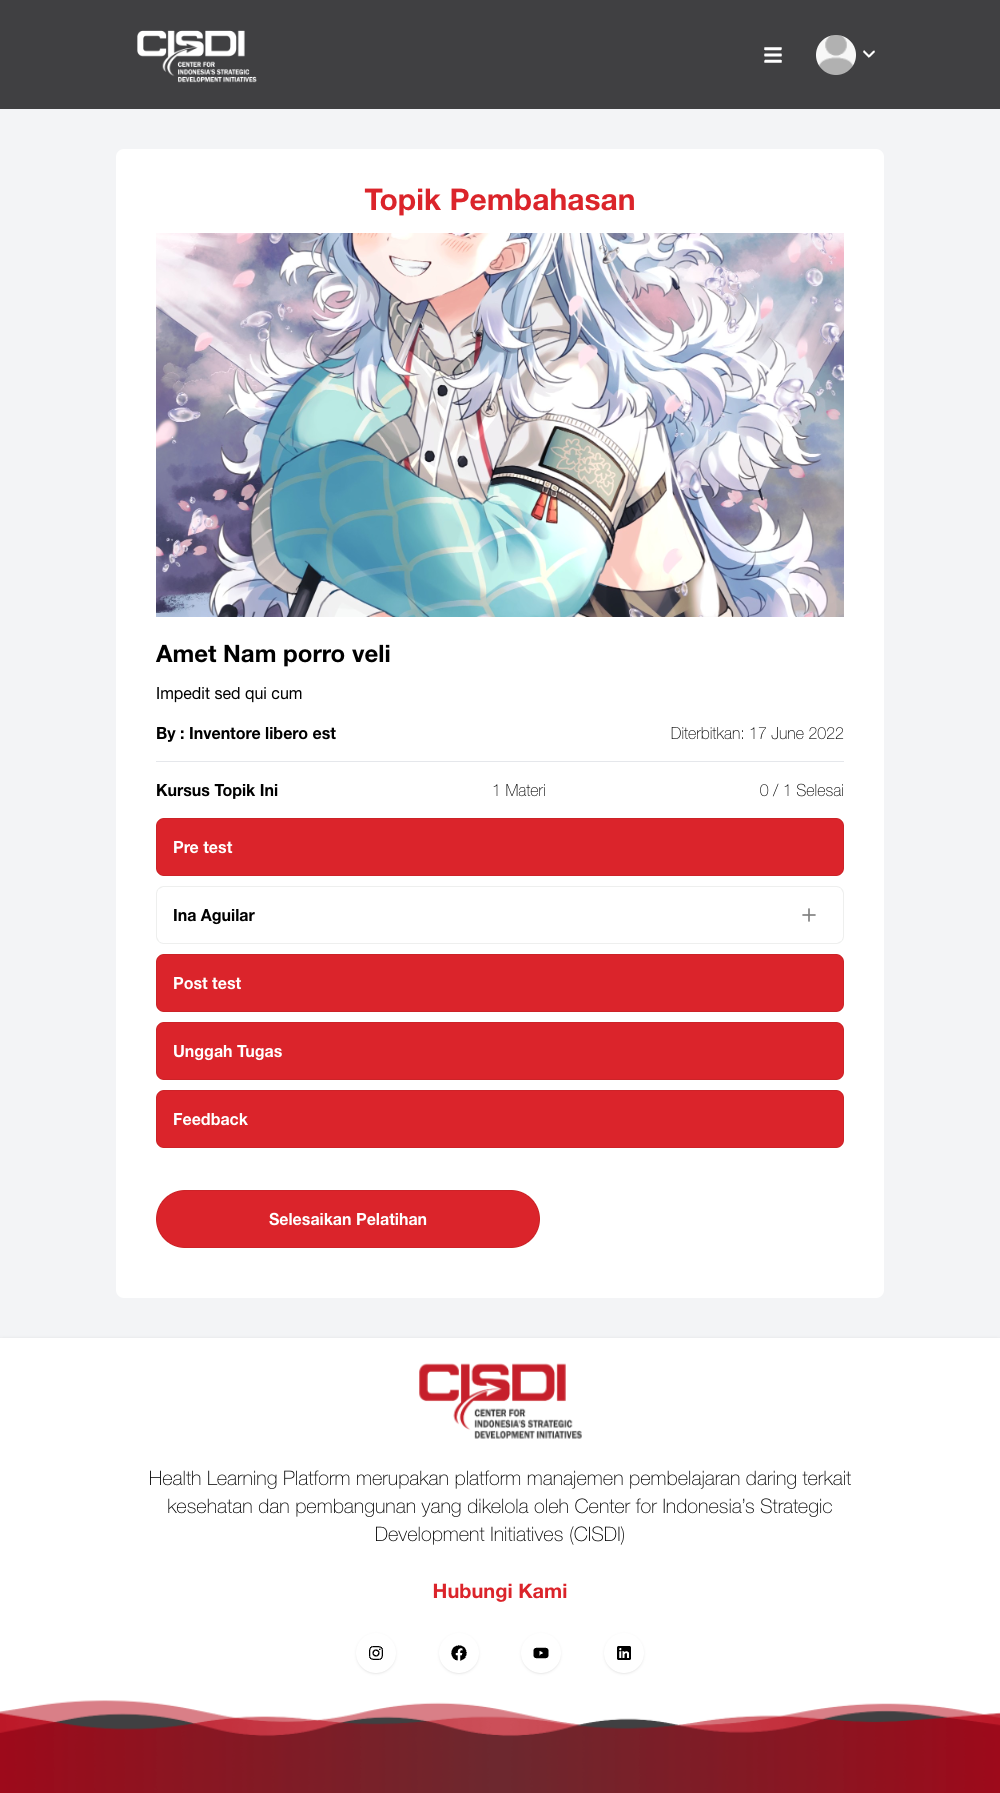 CISDI
CENTER FOR
INDONESIA'S STRATEGIC
DEVELOPMENT INITIATIVES
Topik Pembahasan
Amet Nam porro veli
Impedit sed qui cum
By : Inventore libero est
Diterbitkan: 17 June 2022
Kursus Topik Ini
1 Materi
0 / 1 Selesai
Pre test
Ina Aguilar
Post test
Unggah Tugas
Feedback
Selesaikan Pelatihan
CISDI
CENTER FOR
INDONESIA'S STRATEGIC
DEVELOPMENT INITIATIVES
Health Learning Platform merupakan platform manajemen pembelajaran daring terkait
kesehatan dan pembangunan yang dikelola oleh Center for Indonesia's Strategic
Development Initiatives (CISDI)
Hubungi Kami